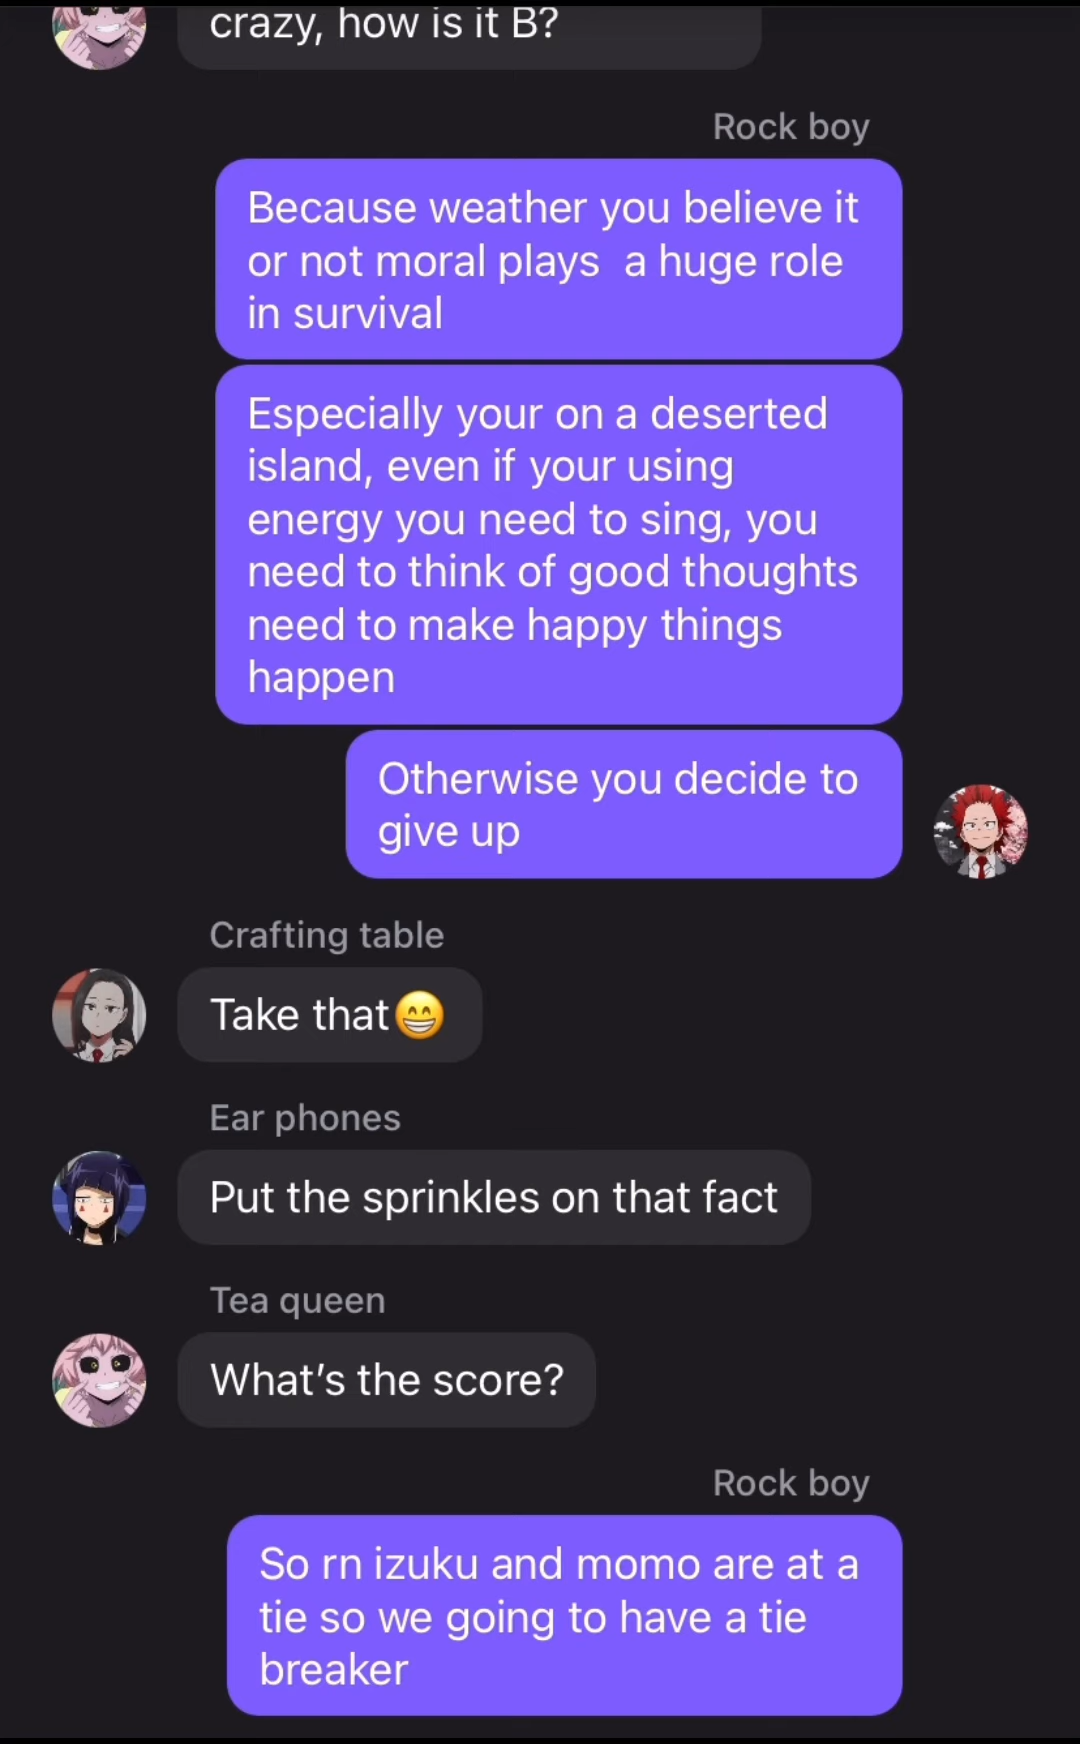 crazy, how is it B?
Rock boy
Because weather you believe it
or not moral plays  a huge role
in survival
Especially your on a deserted
island, even if your using
energy you need to sing, you
need to think of good thoughts
need to make happy things
happen
Otherwise you decide to
give up
Crafting table
Take that😁
Ear phones
Put the sprinkles on that fact
Tea queen
What's the score?
Rock boy
So rn izuku and momo are at a
tie so we going to have a tie
breaker